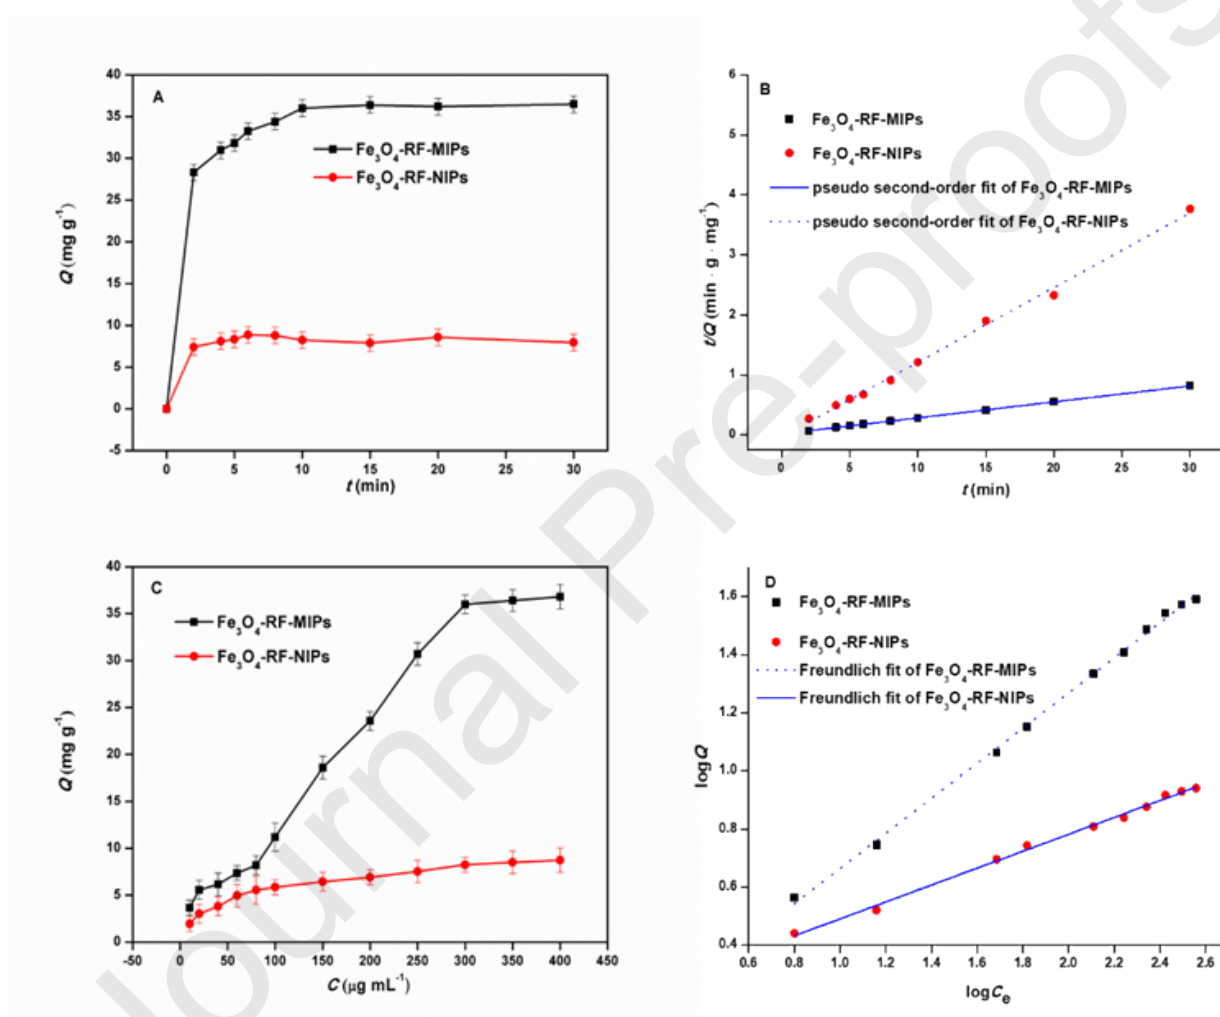 A
Fe3O4-RF-MIPs
Fe3O4-RF-NIPs
Q (mg g-1)
40
35
30
25
20
15
10
5
0
-5
0 5 10 15 20 25 30
t (min)
B
Fe3O4-RF-MIPs
Fe3O4-RF-NIPs
pseudo second-order fit of Fe3O4-RF-MIPs
pseudo second-order fit of Fe3O4-RF-NIPs
t/Q (min · g · mg-1)
6
5
4
3
2
1
0
0 5 10 15 20 25 30
t (min)
C
Fe3O4-RF-MIPs
Fe3O4-RF-NIPs
Q (mg g-1)
40
35
30
25
20
15
10
5
0
-50 0 50 100 150 200 250 300 350 400 450
C (μg mL-1)
D
Fe3O4-RF-MIPs
Fe3O4-RF-NIPs
Freundlich fit of Fe3O4-RF-MIPs
Freundlich fit of Fe3O4-RF-NIPs
logQ
1.6
1.4
1.2
1.0
0.8
0.6
0.4
0.6 0.8 1.0 1.2 1.4 1.6 1.8 2.0 2.2 2.4 2.6
logCe
Journal Pre-proofs